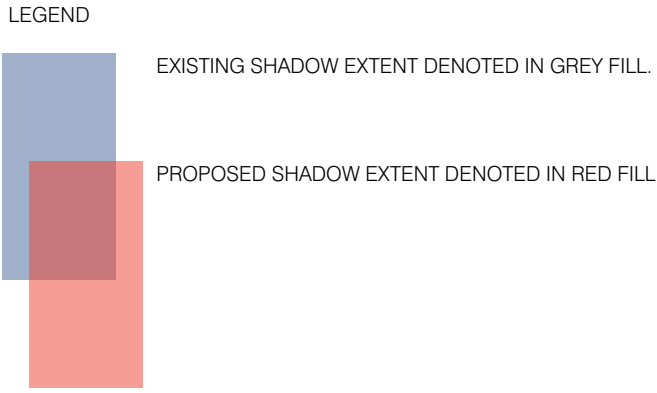 LEGEND
EXISTING SHADOW EXTENT DENOTED IN GREY FILL.
PROPOSED SHADOW EXTENT DENOTED IN RED FILL